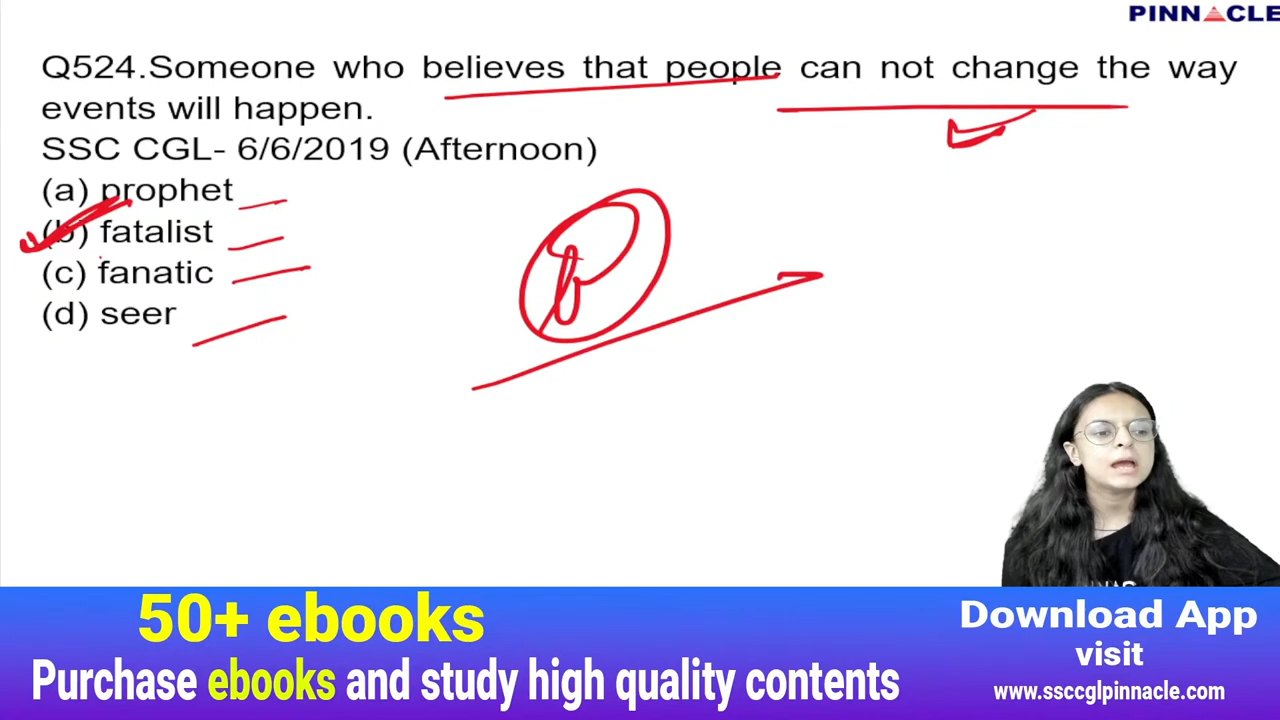 PINNACLE
Q524.Someone who believes that people can not change the way
events will happen.
SSC CGL- 6/6/2019 (Afternoon)
(a) prophet
(b) fatalist
(c) fanatic
(d) seer
b
50+ ebooks
Purchase ebooks and study high quality contents
Download App
visit
www.ssccglpinnacle.com